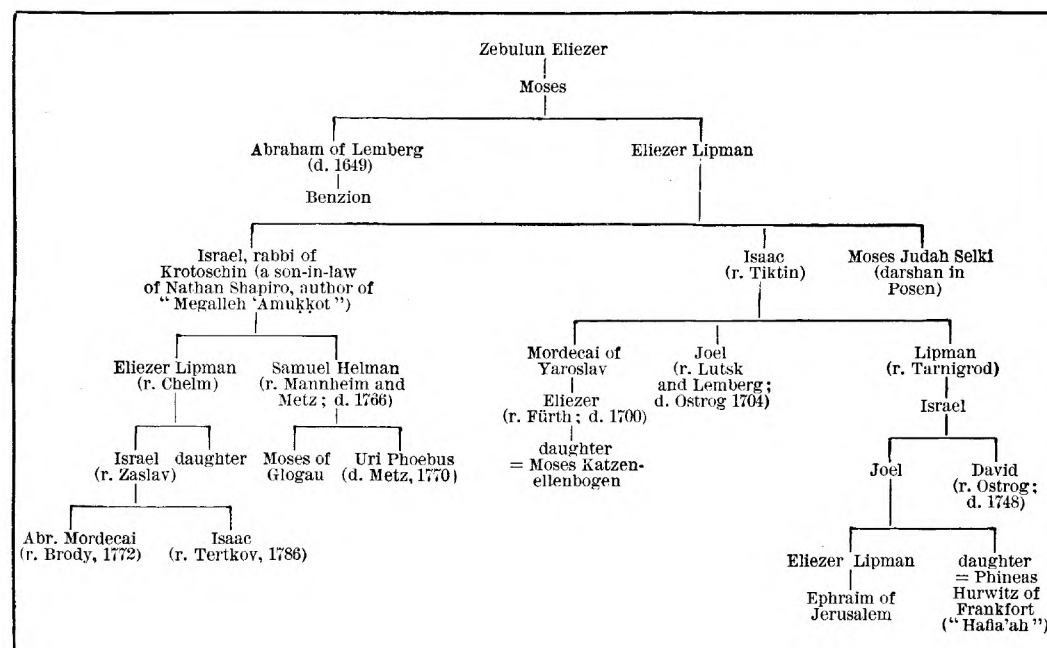 Zebulun Eliezer
Moses
Abraham of Lemberg
(d. 1649)
Benzion
Eliezer Lipman
Israel, rabbi of
Krotoschin (a son-in-law
of Nathan Shapiro, author of
“Megalleh ‘Amuḳḳot”)
Isaac
(r. Tiktin)
Moses Judah Selki
(darshan in
Posen)
Eliezer Lipman
(r. Chelm)
Samuel Helman
(r. Mannheim and
Metz; d. 1766)
Mordecai of
Yaroslav
Eliezer
(r. Fürth; d. 1700)
daughter
= Moses Katzen-
ellenbogen
Joel
(r. Lutsk
and Lemberg;
d. Ostrog 1704)
Lipman
(r. Tarnigrod)
Israel
Israel
(r. Zaslav)
daughter
Moses of
Glogau
Uri Phoebus
(d. Metz, 1770)
Joel
David
(r. Ostrog;
d. 1748)
Abr. Mordecai
(r. Brody, 1772)
Isaac
(r. Tertkov, 1786)
Eliezer Lipman
Ephraim of
Jerusalem
daughter
= Phineas
Hurwitz of
Frankfort
(“Hafla’ah”)